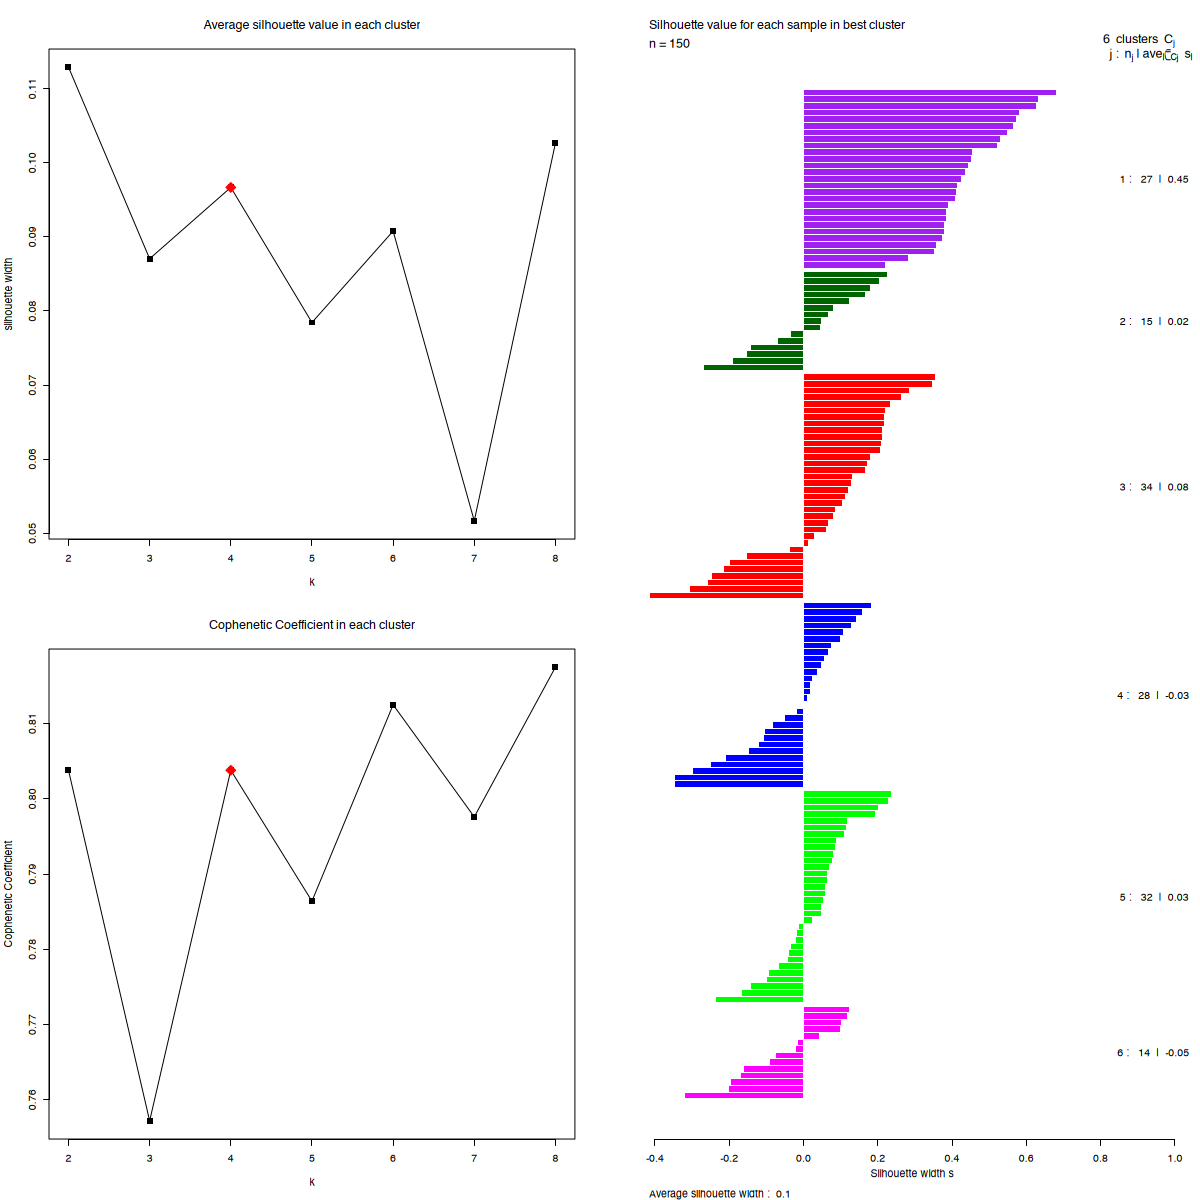 Average silhouette value in each cluster
0.11
0.10
0.09
0.08
0.07
0.06
0.05
silhouette width
2 3 4 5 6 7 8
k
Cophenetic Coefficient in each cluster
0.81
0.80
0.79
0.78
0.77
0.76
Cophenetic Coefficient
2 3 4 5 6 7 8
k
Silhouette value for each sample in best cluster
n = 150
6 clusters Cj
j : nj | avei∈Cj si
1 : 27 | 0.45
2 : 15 | 0.02
3 : 34 | 0.08
4 : 28 | -0.03
5 : 32 | 0.03
6 : 14 | -0.05
-0.4 -0.2 0.0 0.2 0.4 0.6 0.8 1.0
Silhouette width s
Average silhouette width : 0.1